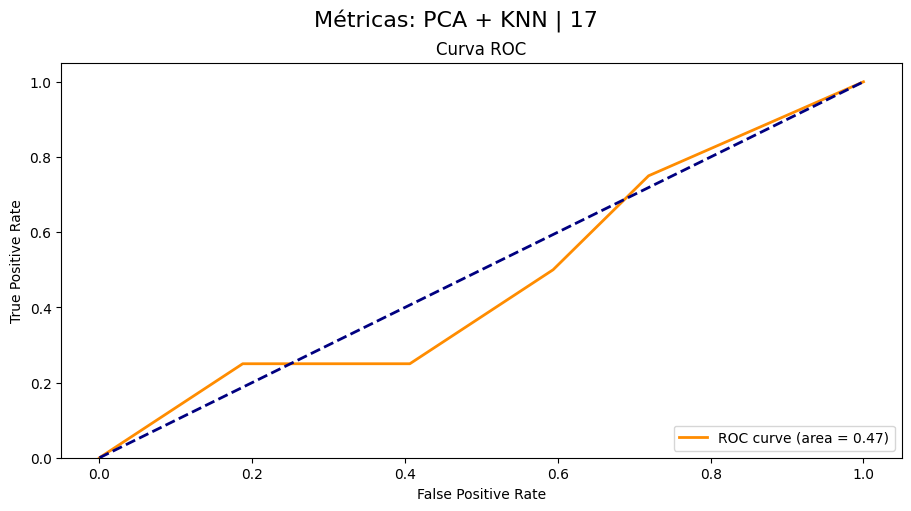 Métricas: PCA + KNN | 17
Curva ROC
True Positive Rate
1.0
0.8
0.6
0.4
0.2
0.0
0.0 0.2 0.4 0.6 0.8 1.0
False Positive Rate
ROC curve (area = 0.47)